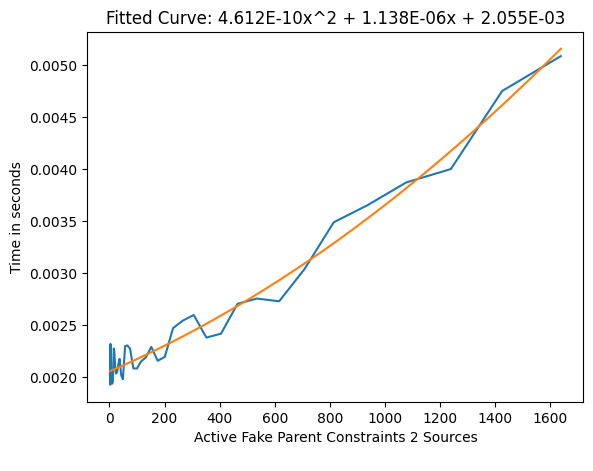 Fitted Curve: 4.612E-10x^2 + 1.138E-06x + 2.055E-03
0.0050
0.0045
0.0040
0.0035
0.0030
0.0025
0.0020
Time in seconds
0 200 400 600 800 1000 1200 1400 1600
Active Fake Parent Constraints 2 Sources